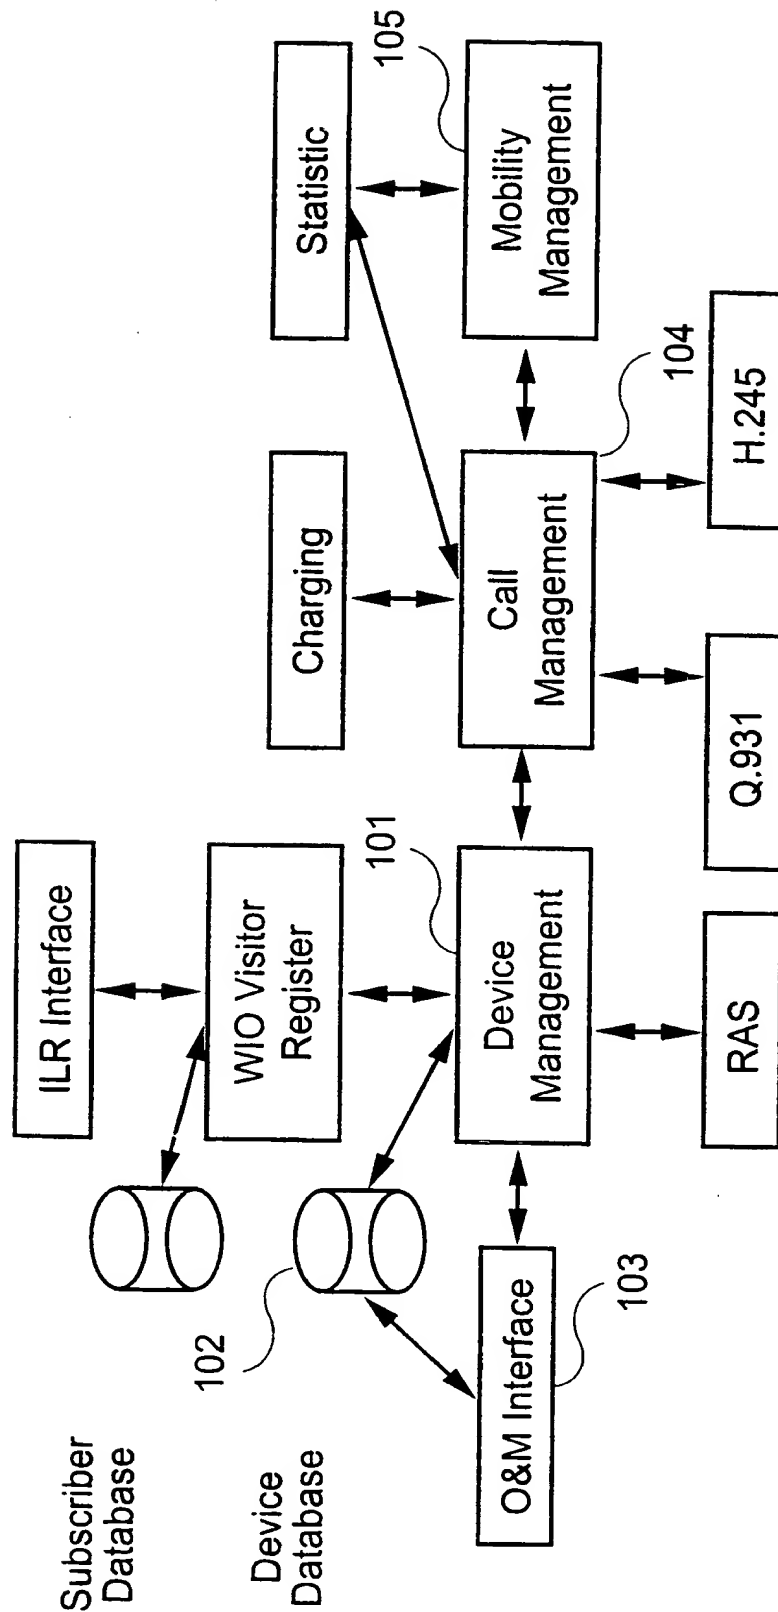 Subscriber
Database
ILR Interface
WIO Visitor
Register
Device
Database
102
Charging
Statistic
101
105
O&M Interface
103
Device
Management
Call
Management
104
Mobility
Management
RAS
Q.931
H.245